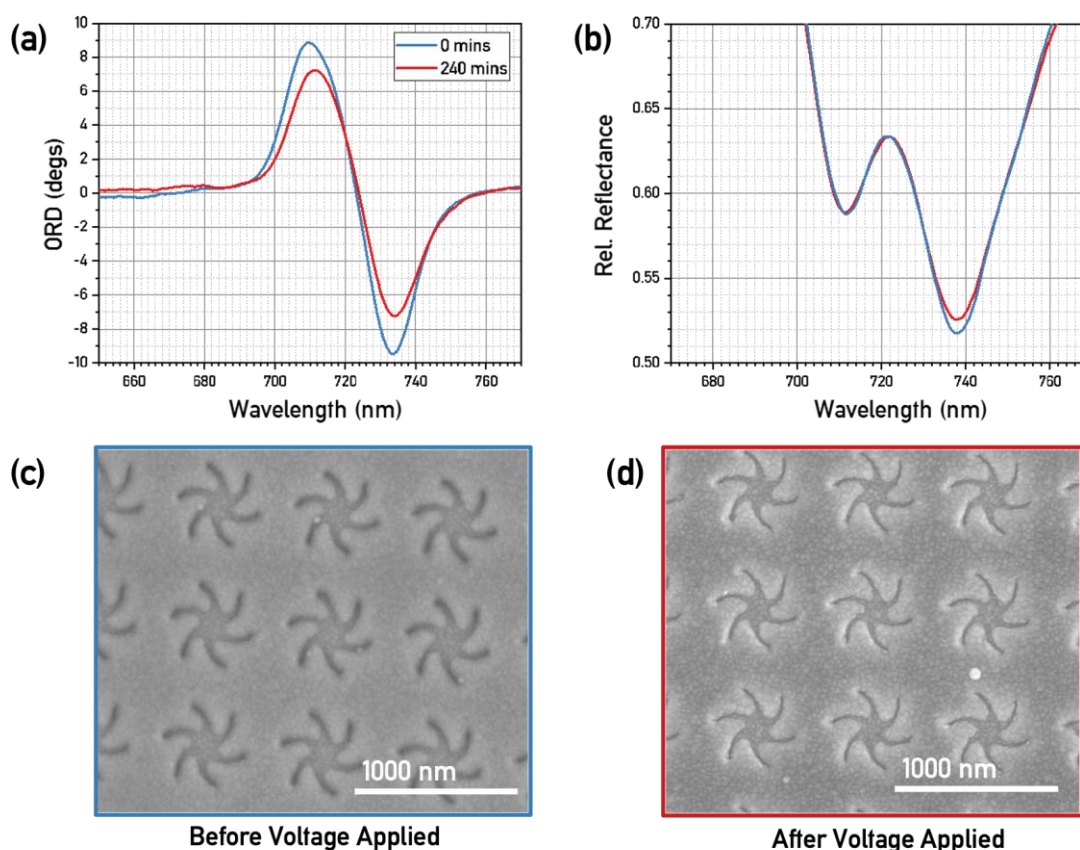 (a)
ORD (degs)
10
8
6
4
2
0
-2
-4
-6
-8
-10
0 mins
240 mins
660
680
700
720
740
760
Wavelength (nm)
(b)
Rel. Reflectance
0.70
0.65
0.60
0.55
0.50
680
700
720
740
760
Wavelength (nm)
(c)
1000 nm
Before Voltage Applied
(d)
1000 nm
After Voltage Applied